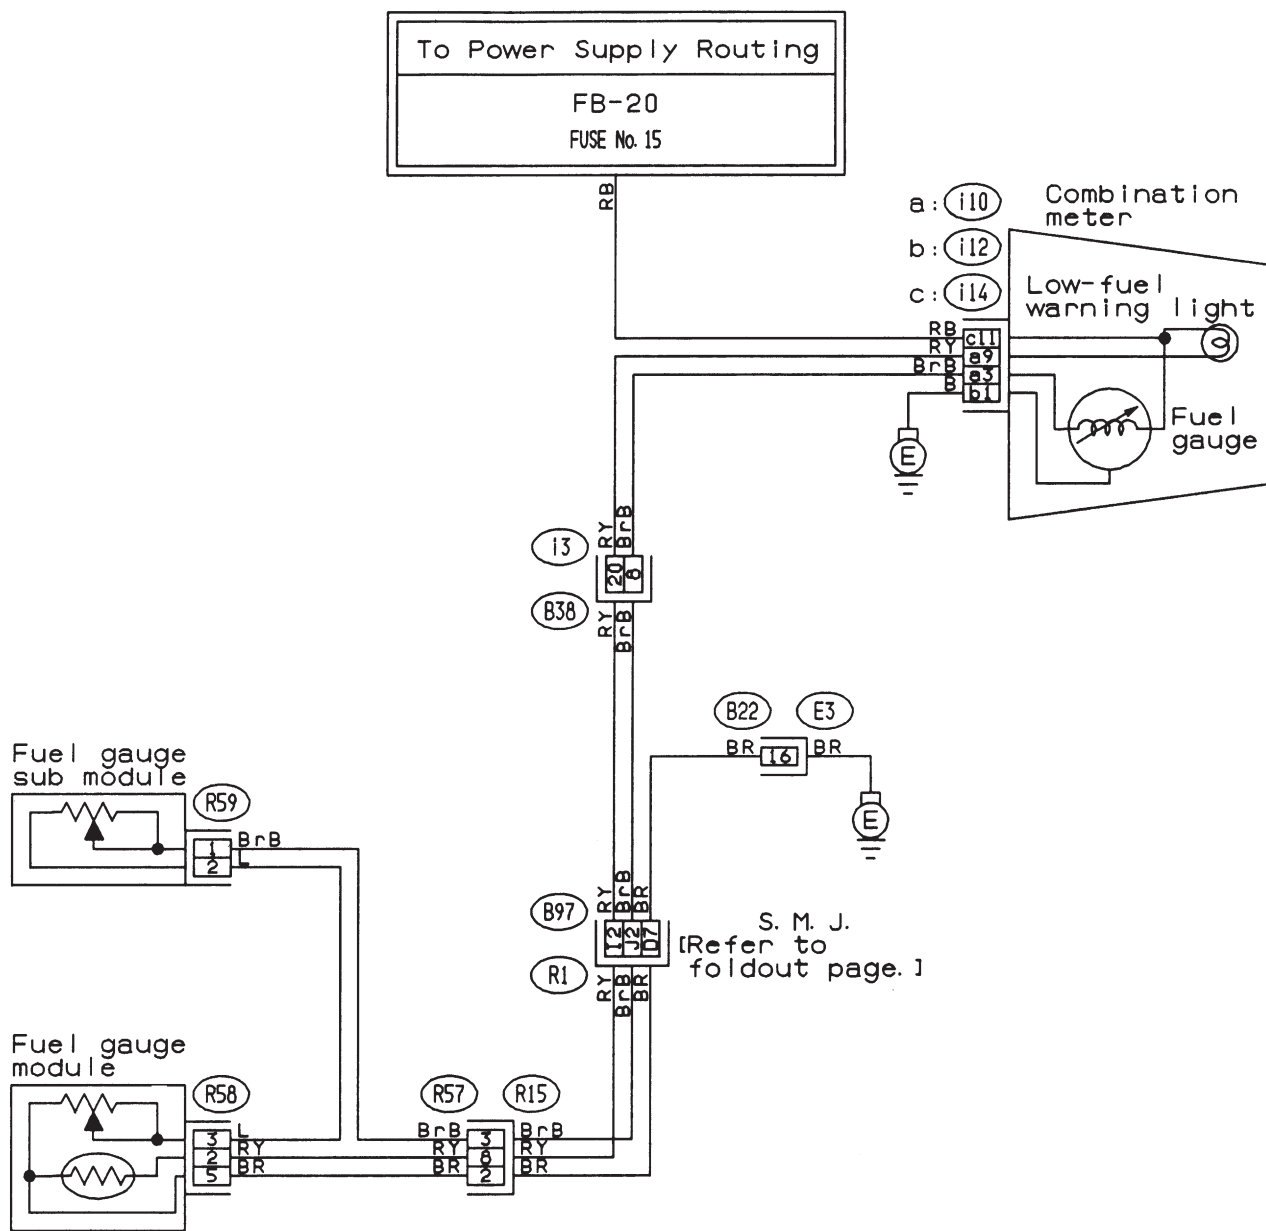 To Power Supply Routing
FB-20
FUSE No. 15
RB
a: i10
b: i12
c: i14
Combination
meter
Low-fuel
warning light
RB
RY
BrB
B
c11
a9
a3
b1
Fuel
gauge
E
i3
RY
BrB
20
8
B38
RY
BrB
B22
E3
BR
16
BR
E
Fuel gauge
sub module
R59
1
2
BrB
L
B97
RY
BrB
BR
I2
J2
D7
S. M. J.
[Refer to
foldout page. ]
R1
RY
BrB
BR
Fuel gauge
module
R58
3
2
5
L
RY
BR
R57
R15
BrB
RY
BR
3
8
2
BrB
RY
BR